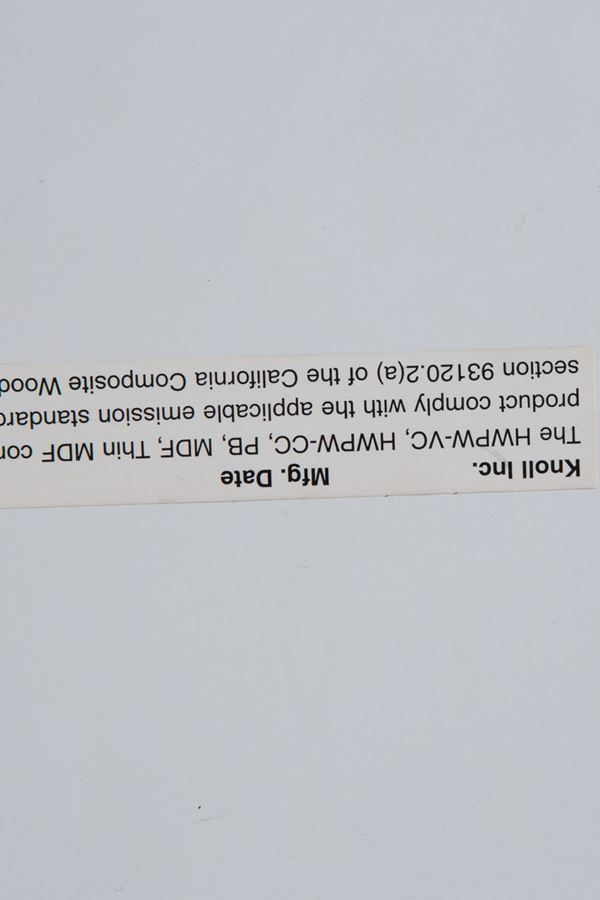 Knoll Inc. Mfg. Date
The HWPW-VC, HWPW-CC, PB, MDF, Thin MDF
product comply with the applicable emission
section 93120.2(a) of the California Composite Wood